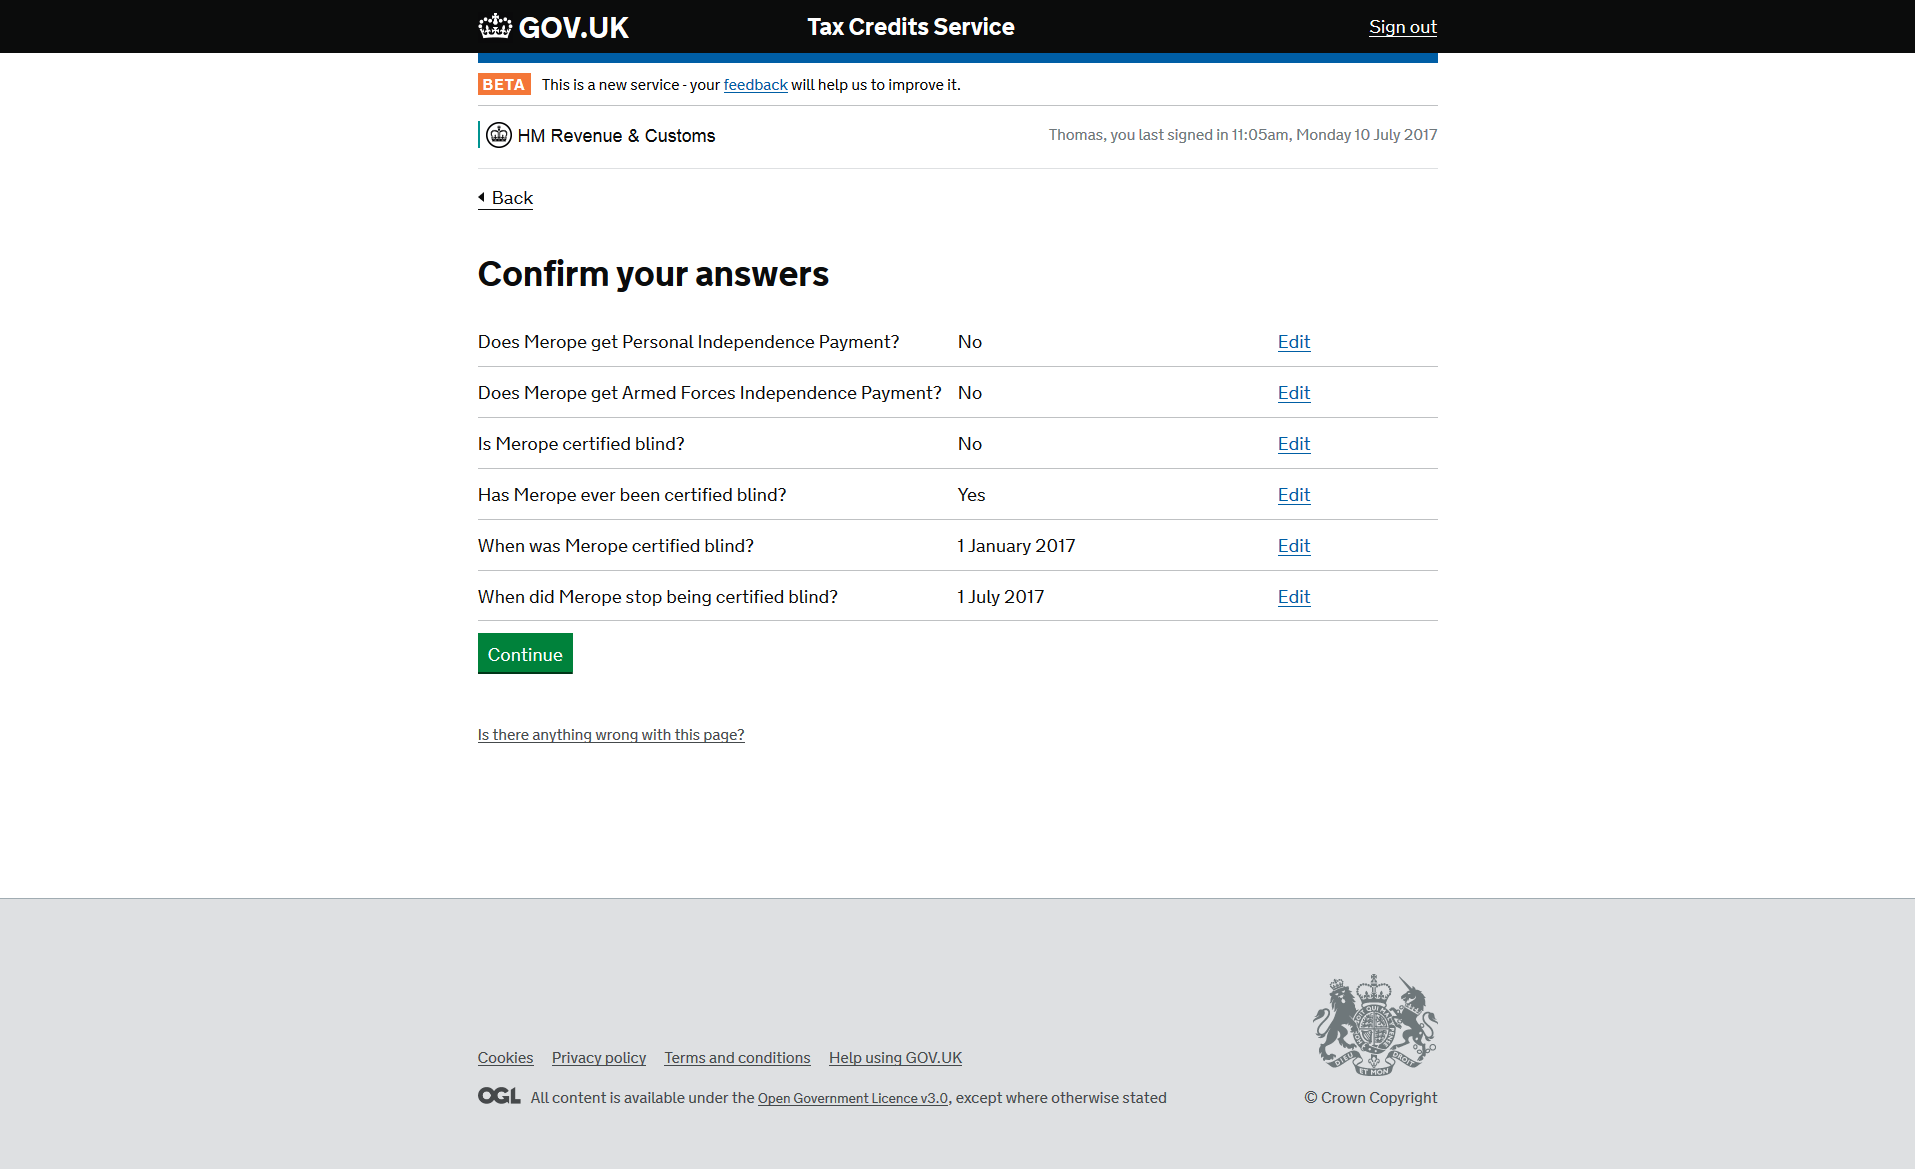 GOV.UK Tax Credits Service Sign out
BETA This is a new service - your feedback will help us to improve it.
HM Revenue & Customs Thomas, you last signed in 11:05am, Monday 10 July 2017
Back
Confirm your answers
Does Merope get Personal Independence Payment? No Edit
Does Merope get Armed Forces Independence Payment? No Edit
Is Merope certified blind? No Edit
Has Merope ever been certified blind? Yes Edit
When was Merope certified blind? 1 January 2017 Edit
When did Merope stop being certified blind? 1 July 2017 Edit
Continue
Is there anything wrong with this page?
DIEU ET MON DROIT
Cookies Privacy policy Terms and conditions Help using GOV.UK
OGL All content is available under the Open Government Licence v3.0, except where otherwise stated © Crown Copyright